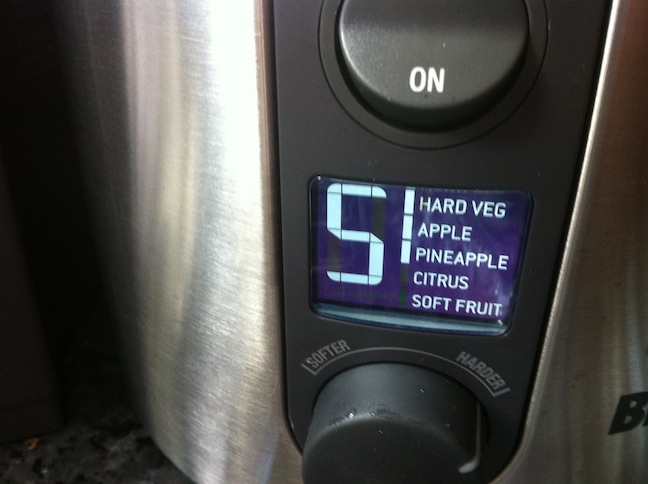 ON
5
HARD VEG
APPLE
PINEAPPLE
CITRUS
SOFT FRUIT
SOFTER
HARDER